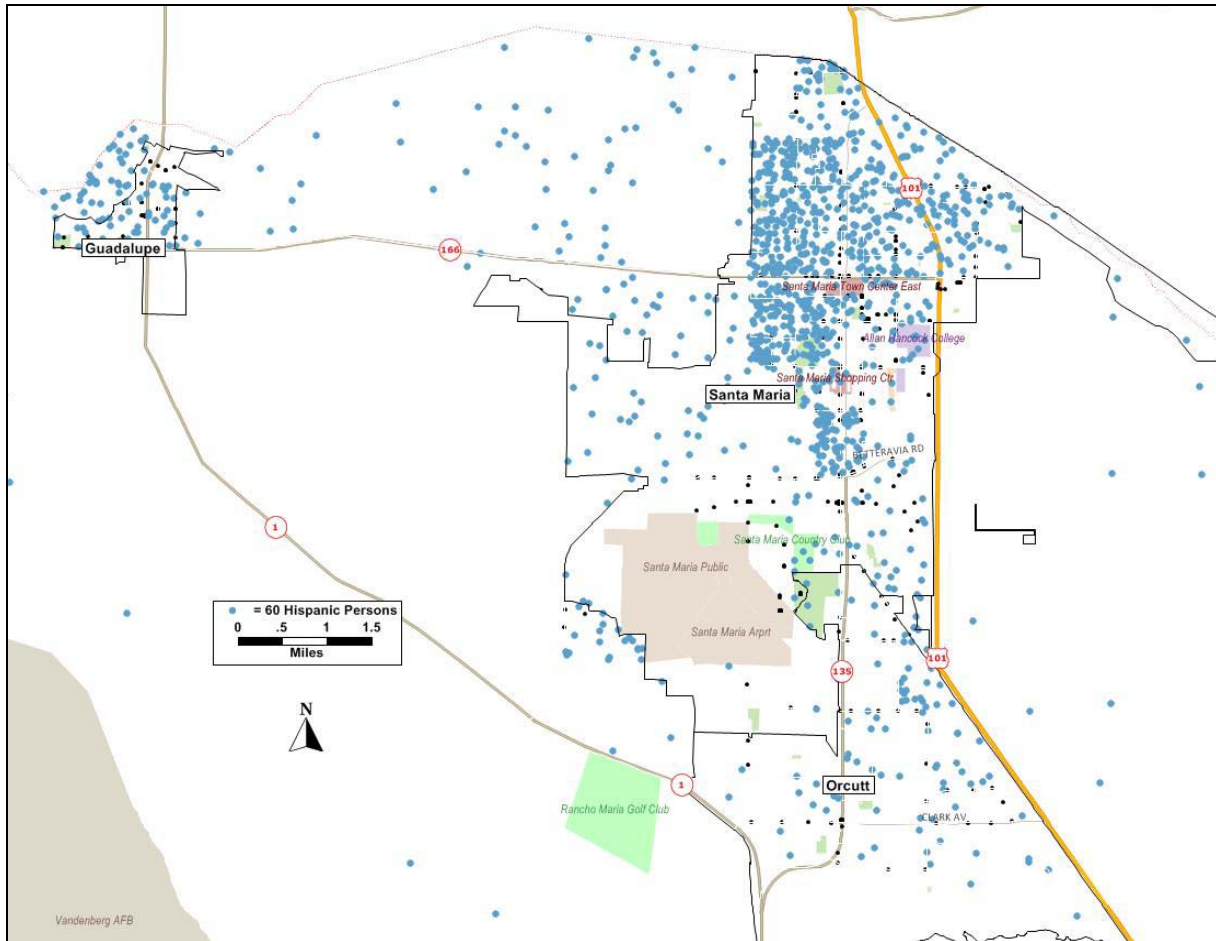 101
Guadalupe
166
Santa Maria Town Center East
Allan Hancock College
Santa Maria Shopping Ctr
Santa Maria
BETTERAVIA RD
1
Santa Maria Country Club
Santa Maria Public
= 60 Hispanic Persons
0 .5 1 1.5
Miles
Santa Maria Arprt
101
135
N
1
Orcutt
Rancho Maria Golf Club
CLARK AV
Vandenberg AFB